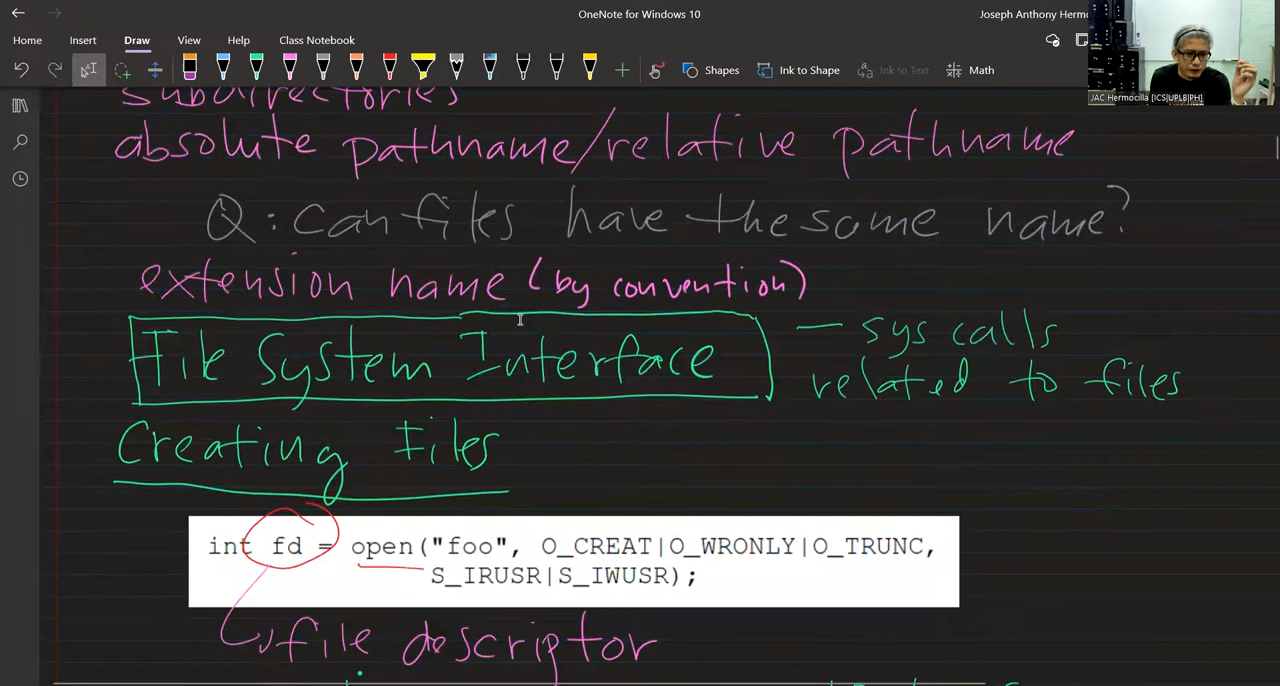 OneNote for Windows 10
Joseph Anthony Hermo
Home Insert Draw View Help Class Notebook
Shapes Ink to Shape Ink to Text Math
JAC Hermocilla [ICS|UPLB|PH]
subdirectories
absolute pathname/relative pathname
Q: Can files have the same name?
extension name (by convention)
File System Interface — sys calls
related to files
Creating Files
int fd = open("foo", O_CREAT|O_WRONLY|O_TRUNC,
S_IRUSR|S_IWUSR);
file descriptor